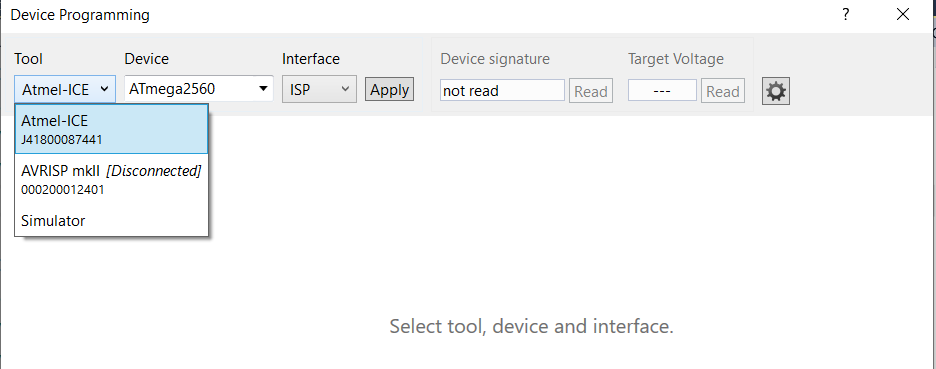 Device Programming ? ×
Tool Device Interface Device signature Target Voltage
Atmel-ICE ATmega2560 ISP Apply not read Read --- Read
Atmel-ICE
J41800087441
AVRISP mkII [Disconnected]
000200012401
Simulator
Select tool, device and interface.